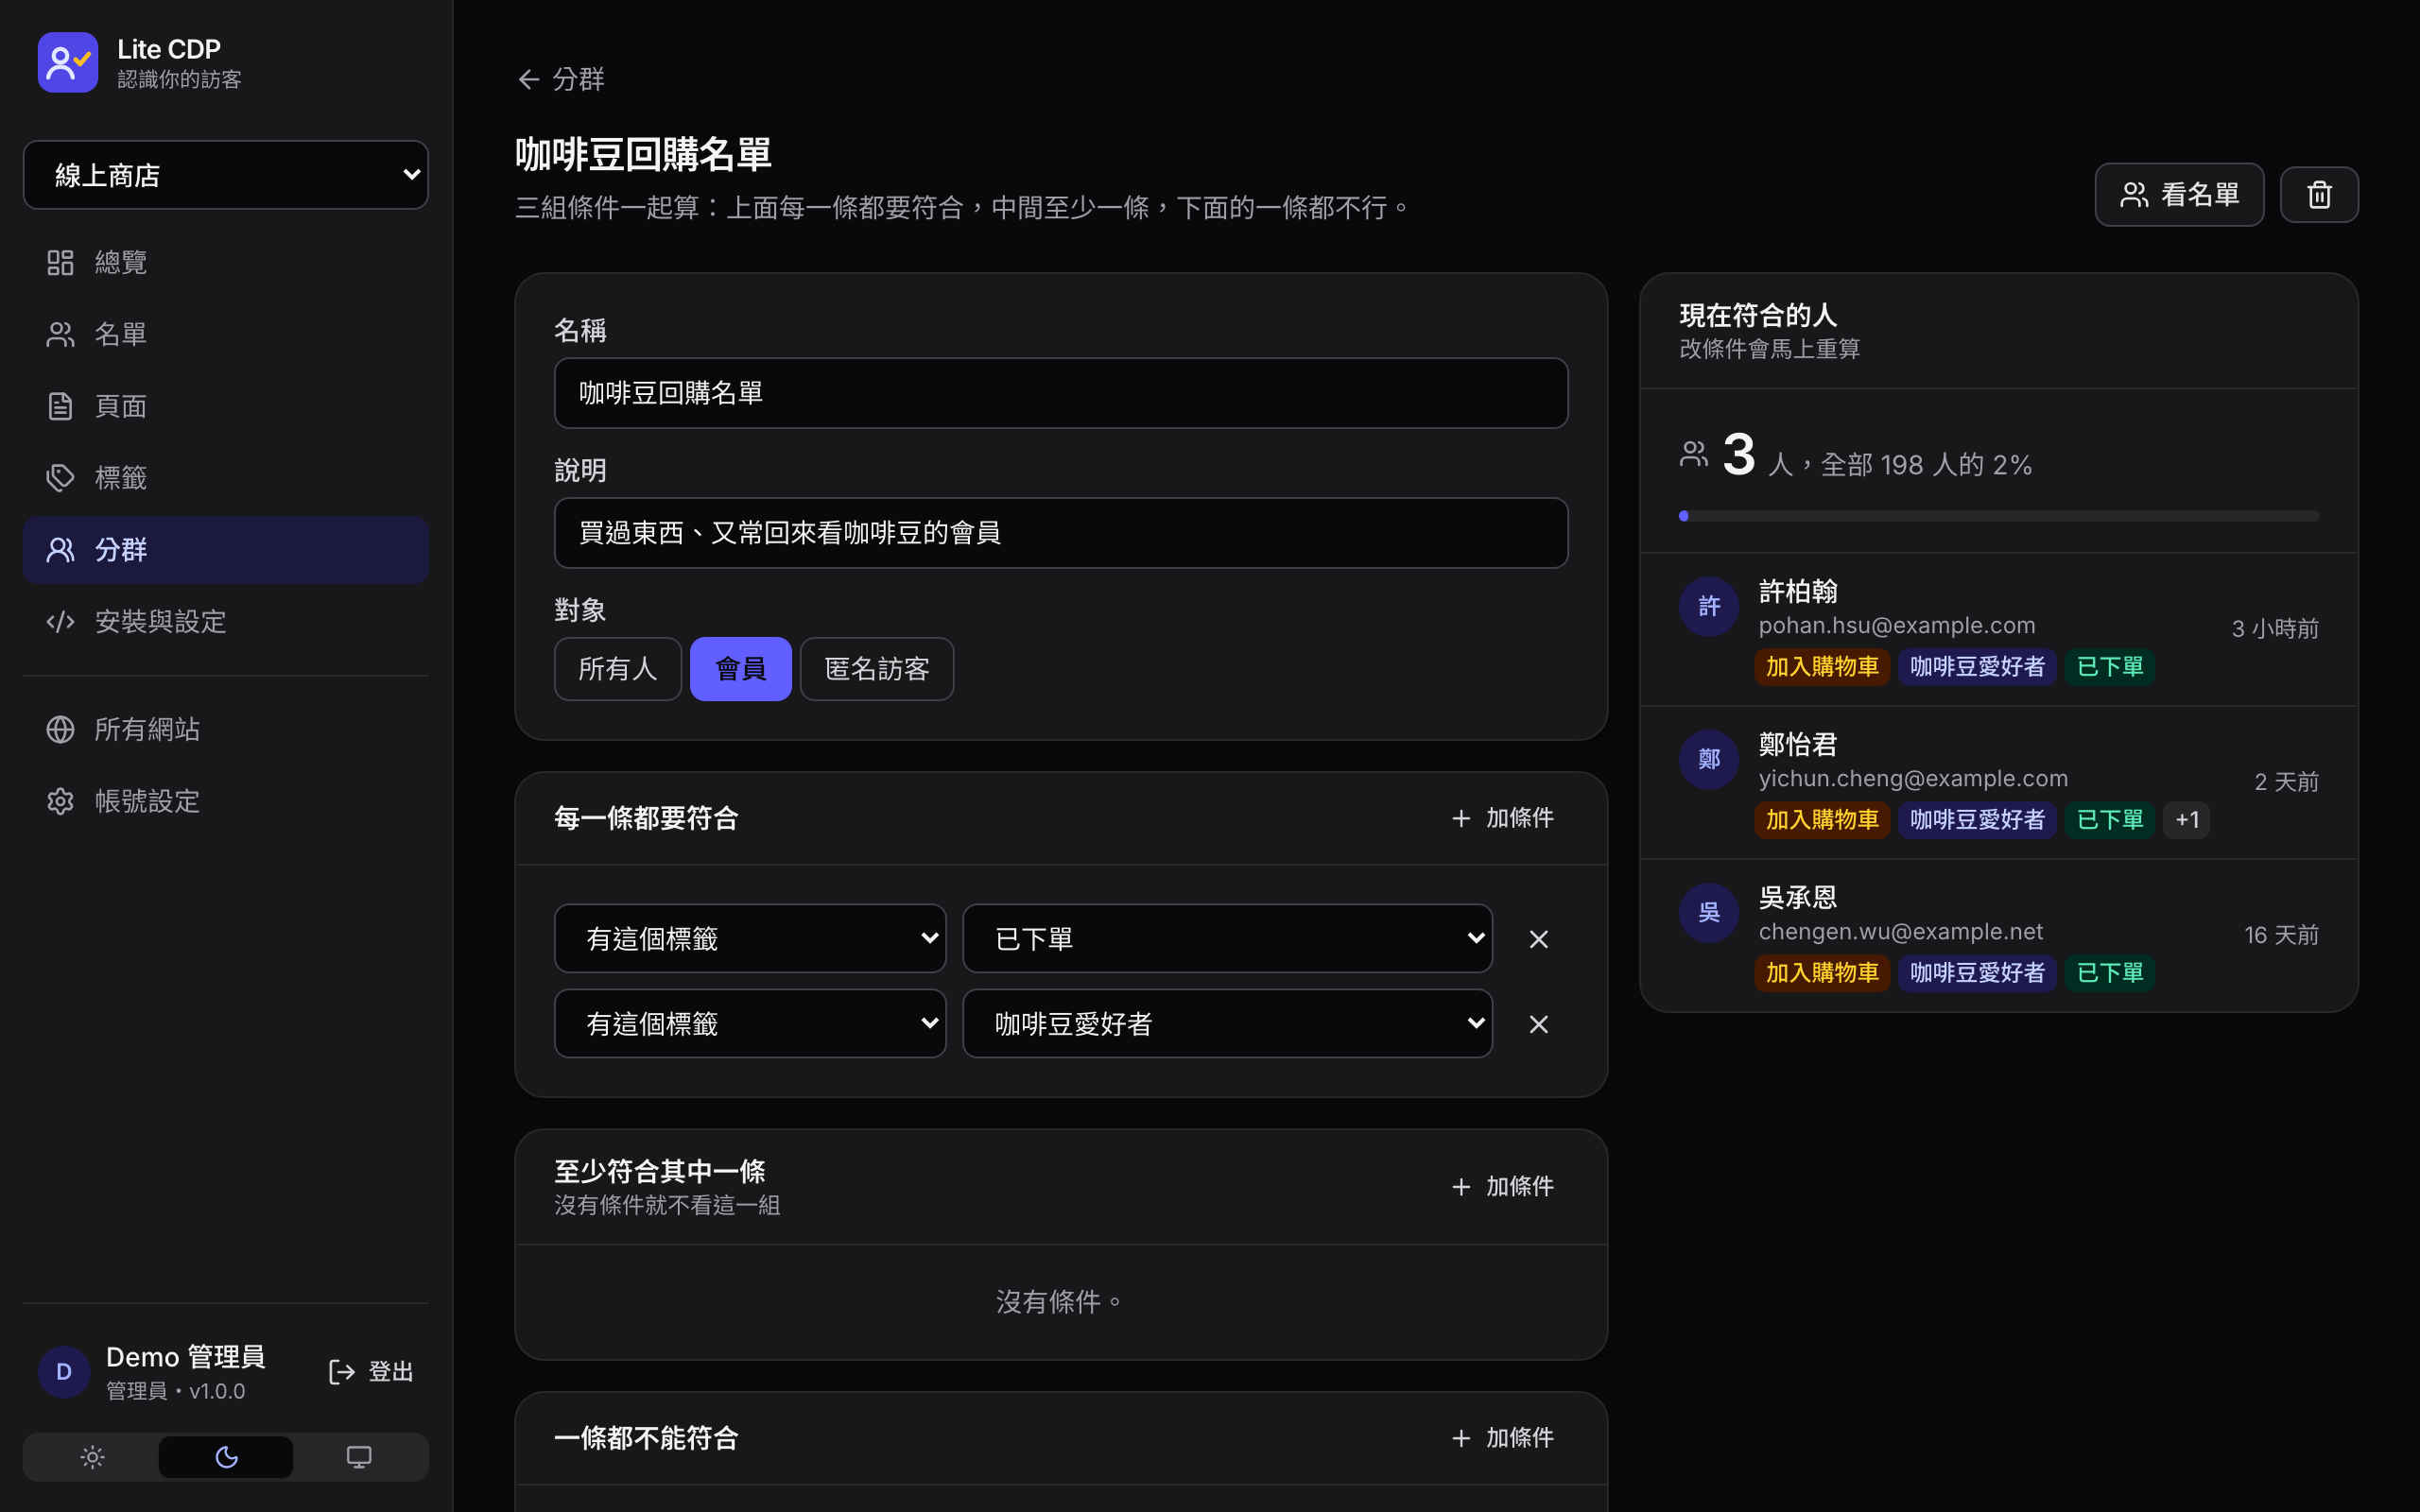 Lite CDP
認識你的訪客
線上商店
總覽
名單
頁面
標籤
分群
安裝與設定
所有網站
帳號設定
D
Demo 管理員
管理員・v1.0.0
登出
分群
咖啡豆回購名單
三組條件一起算：上面每一條都要符合，中間至少一條，下面的一條都不行。
看名單
名稱
咖啡豆回購名單
說明
買過東西、又常回來看咖啡豆的會員
對象
所有人
會員
匿名訪客
每一條都要符合
加條件
有這個標籤
已下單
有這個標籤
咖啡豆愛好者
至少符合其中一條
沒有條件就不看這一組
加條件
沒有條件。
一條都不能符合
加條件
現在符合的人
改條件會馬上重算
3 人，全部 198 人的 2%
許
許柏翰
pohan.hsu@example.com
3 小時前
加入購物車 咖啡豆愛好者 已下單
鄭
鄭怡君
yichun.cheng@example.com
2 天前
加入購物車 咖啡豆愛好者 已下單 +1
吳
吳承恩
chengen.wu@example.net
16 天前
加入購物車 咖啡豆愛好者 已下單